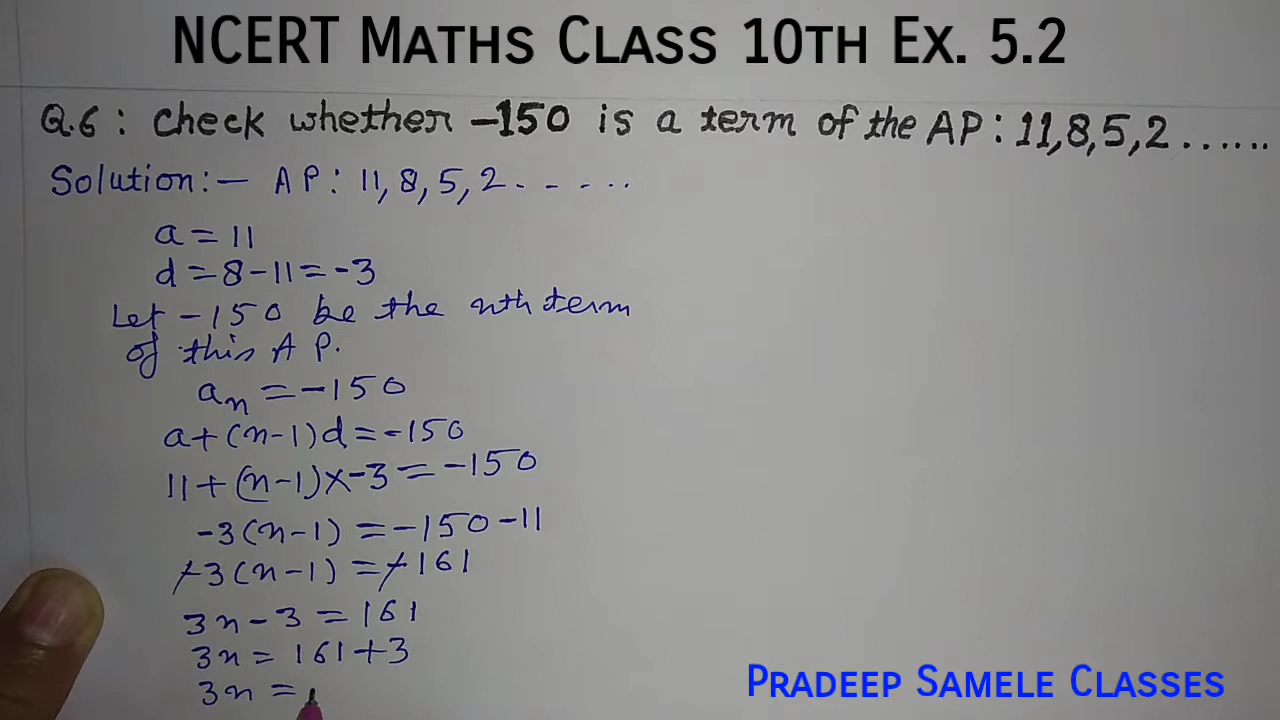 NCERT MATHS CLASS 10TH EX. 5.2
Q.6 : Check whether -150 is a term of the AP : 11,8,5,2......
Solution:- AP: 11, 8, 5, 2......
a = 11
d = 8-11 = -3
Let -150 be the nth term
of this AP.
aₙ = -150
a+(n-1)d = -150
11+(n-1)x-3 = -150
-3(n-1) = -150-11
-3(n-1) = -161
3n-3 = 161
3n = 161+3
3n =
PRADEEP SAMELE CLASSES